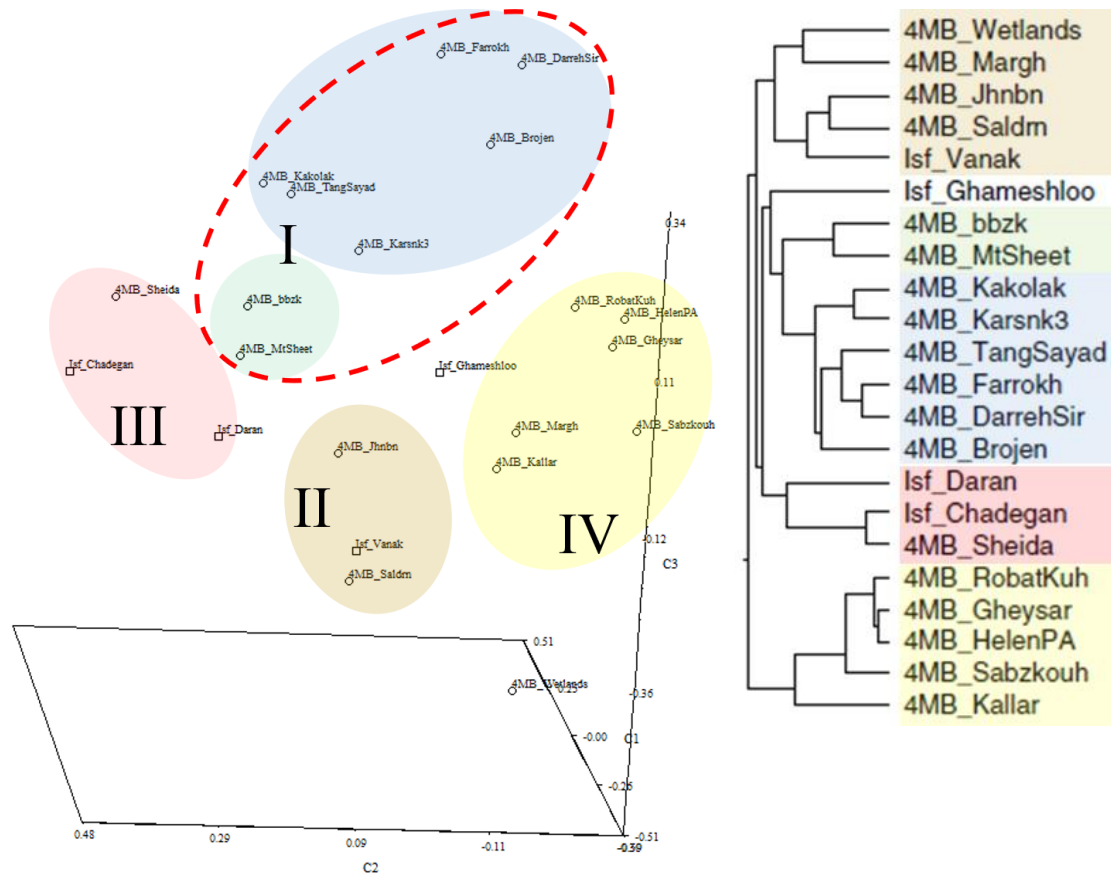 4MB_Farrokh
4MB_DarrehSir
4MB_Brojen
4MB_Kakolak
4MB_TangSayad
4MB_Karsnk3
I
4MB_Sheida
4MB_bbzk
4MB_MtSheet
Isf_Chadegan
III
Isf_Daran
0.34
4MB_RobatKuh
4MB_HelenPA
4MB_Gheysar
Isf_Ghameshloo
0.11
4MB_Margh
4MB_Sabzkouh
4MB_Kallar
4MB_Jhnbn
II
IV
Isf_Vanak
4MB_Saldrn
-0.12
C3
0.51
4MB_Wetlands
0.25
-0.36
-0.00
C1
-0.26
-0.51
0.48
0.29
0.09
-0.11
C2
4MB_Wetlands
4MB_Margh
4MB_Jhnbn
4MB_Saldrn
Isf_Vanak
Isf_Ghameshloo
4MB_bbzk
4MB_MtSheet
4MB_Kakolak
4MB_Karsnk3
4MB_TangSayad
4MB_Farrokh
4MB_DarrehSir
4MB_Brojen
Isf_Daran
Isf_Chadegan
4MB_Sheida
4MB_RobatKuh
4MB_Gheysar
4MB_HelenPA
4MB_Sabzkouh
4MB_Kallar